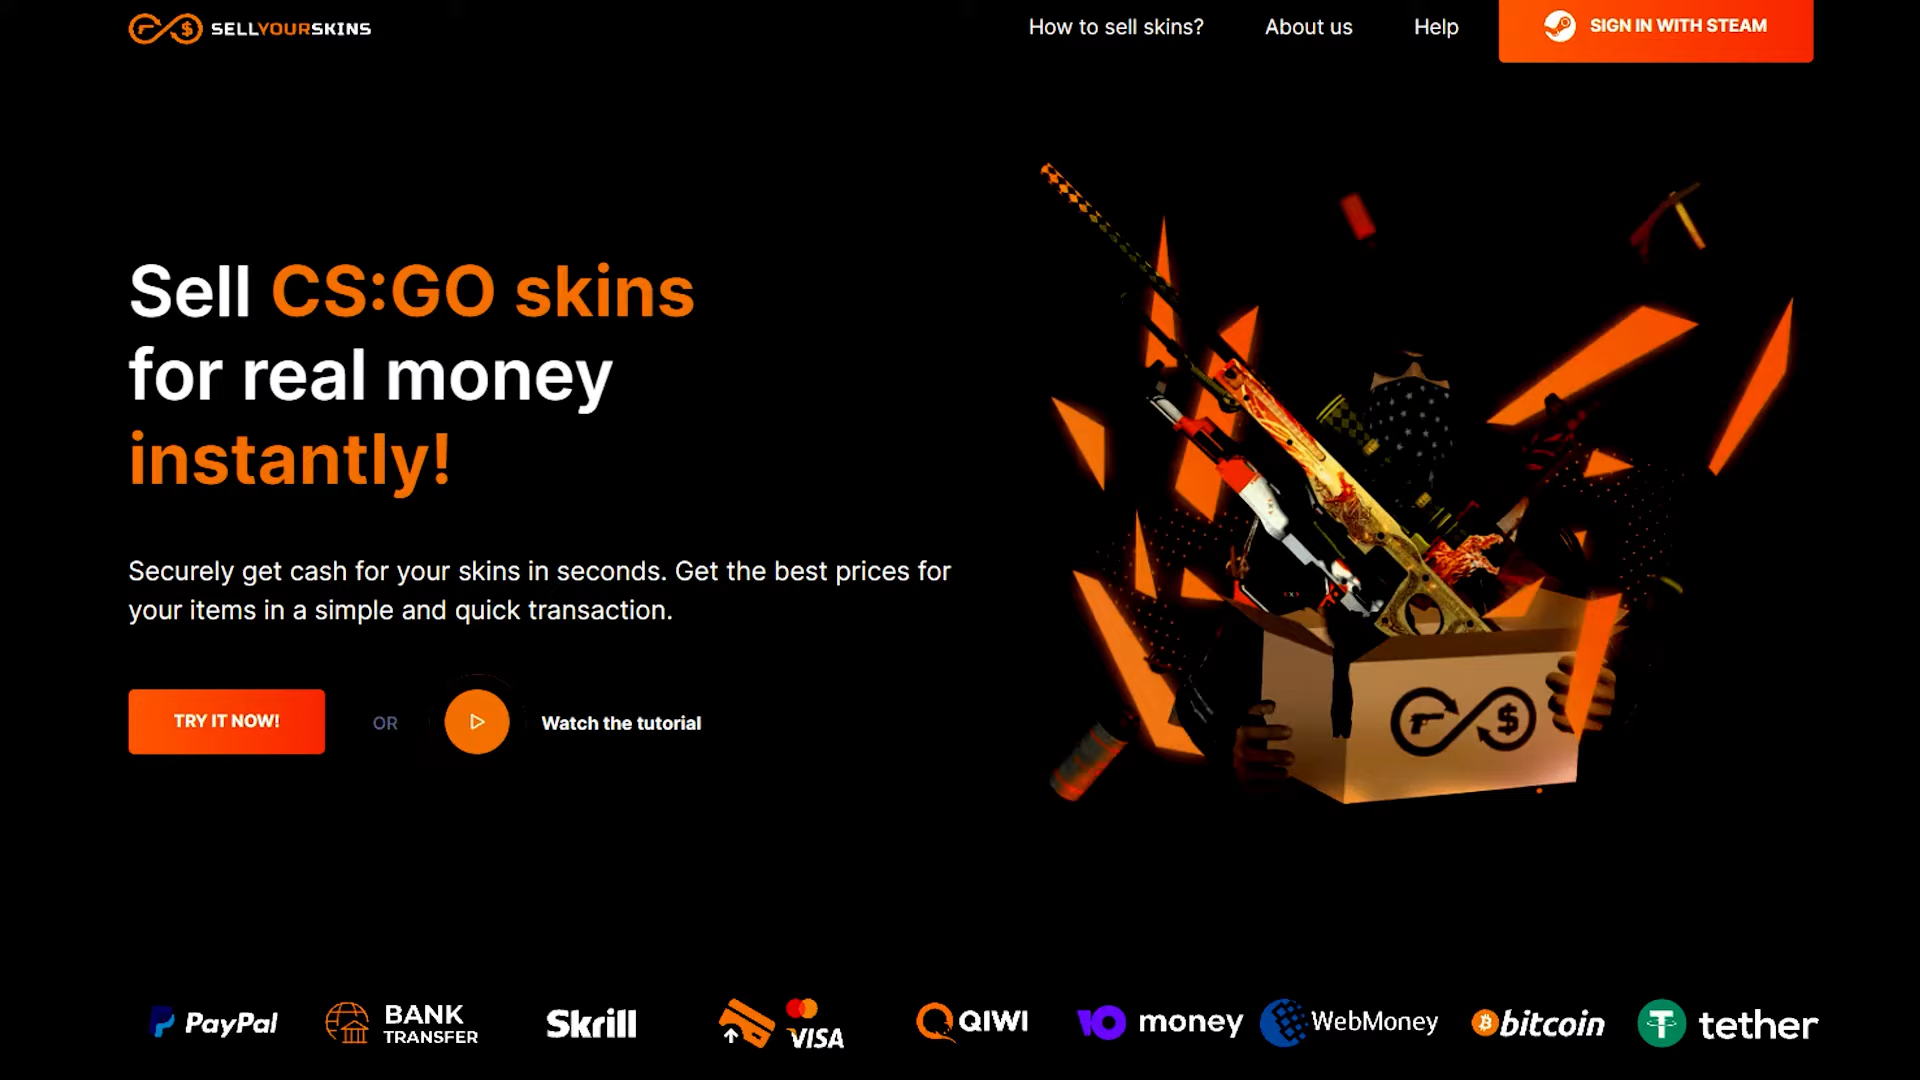 SELLYOURSKINS
How to sell skins?
About us
Help
SIGN IN WITH STEAM
Sell CS:GO skins
for real money
instantly!
Securely get cash for your skins in seconds. Get the best prices for
your items in a simple and quick transaction.
TRY IT NOW!
OR
Watch the tutorial
PayPal
BANK
TRANSFER
Skrill
VISA
QIWI
Ю money
WebMoney
bitcoin
tether